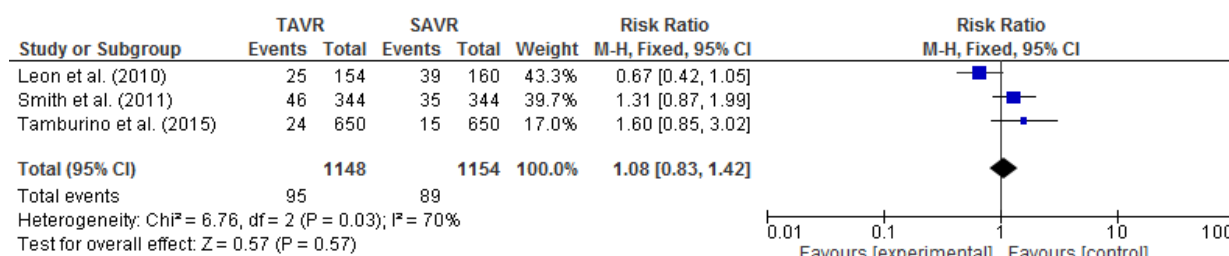 TAVR SAVR Risk Ratio Risk Ratio
Study or Subgroup Events Total Events Total Weight M-H, Fixed, 95% CI M-H, Fixed, 95% CI
Leon et al. (2010) 25 154 39 160 43.3% 0.67 [0.42, 1.05]
Smith et al. (2011) 46 344 35 344 39.7% 1.31 [0.87, 1.99]
Tamburino et al. (2015) 24 650 15 650 17.0% 1.60 [0.85, 3.02]
Total (95% CI) 1148 1154 100.0% 1.08 [0.83, 1.42]
Total events 95 89
Heterogeneity: Chi² = 6.76, df = 2 (P = 0.03); I² = 70%
Test for overall effect: Z = 0.57 (P = 0.57)
0.01 0.1 1 10 100
Favours [experimental] Favours [control]